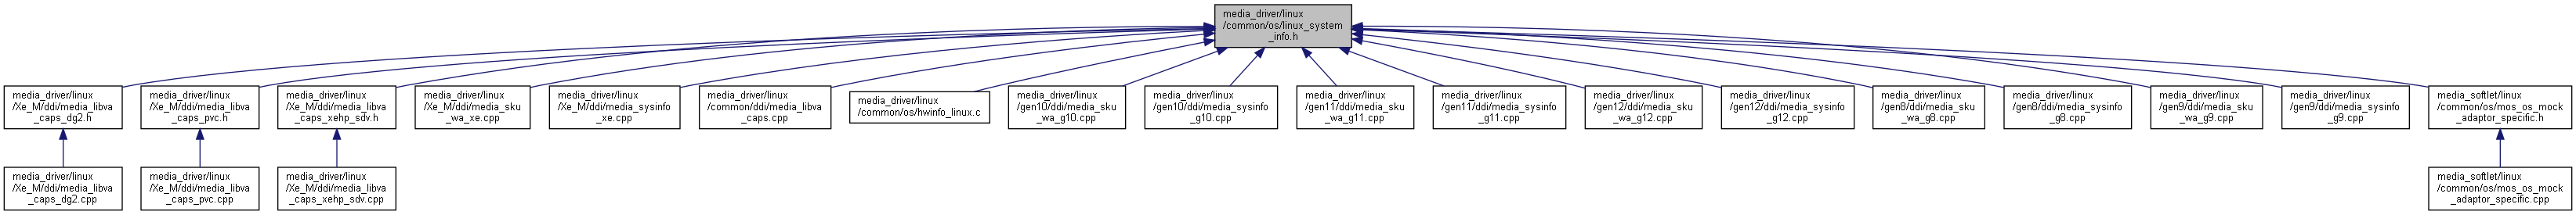 media_driver/linux
/common/os/linux_system
_info.h
media_driver/linux
/Xe_M/ddi/media_libva
_caps_dg2.h
media_driver/linux
/Xe_M/ddi/media_libva
_caps_pvc.h
media_driver/linux
/Xe_M/ddi/media_libva
_caps_xehp_sdv.h
media_driver/linux
/Xe_M/ddi/media_sku
_wa_xe.cpp
media_driver/linux
/Xe_M/ddi/media_sysinfo
_xe.cpp
media_driver/linux
/common/ddi/media_libva
_caps.cpp
media_driver/linux
/common/os/hwinfo_linux.c
media_driver/linux
/gen10/ddi/media_sku
_wa_g10.cpp
media_driver/linux
/gen10/ddi/media_sysinfo
_g10.cpp
media_driver/linux
/gen11/ddi/media_sku
_wa_g11.cpp
media_driver/linux
/gen11/ddi/media_sysinfo
_g11.cpp
media_driver/linux
/gen12/ddi/media_sku
_wa_g12.cpp
media_driver/linux
/gen12/ddi/media_sysinfo
_g12.cpp
media_driver/linux
/gen8/ddi/media_sku
_wa_g8.cpp
media_driver/linux
/gen8/ddi/media_sysinfo
_g8.cpp
media_driver/linux
/gen9/ddi/media_sku
_wa_g9.cpp
media_driver/linux
/gen9/ddi/media_sysinfo
_g9.cpp
media_softlet/linux
/common/os/mos_os_mock
_adaptor_specific.h
media_driver/linux
/Xe_M/ddi/media_libva
_caps_dg2.cpp
media_driver/linux
/Xe_M/ddi/media_libva
_caps_pvc.cpp
media_driver/linux
/Xe_M/ddi/media_libva
_caps_xehp_sdv.cpp
media_softlet/linux
/common/os/mos_os_mock
_adaptor_specific.cpp